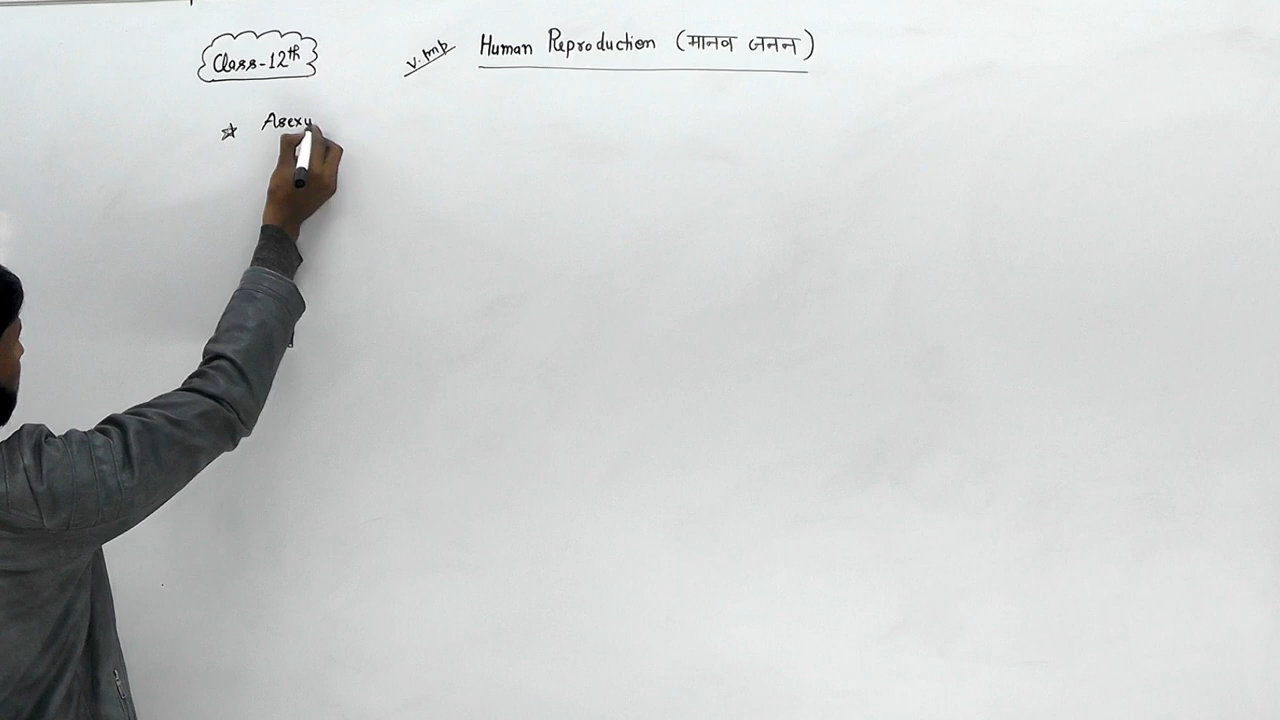 Class-12th
V. Imp Human Reproduction (मानव जनन)
☆ Asexu